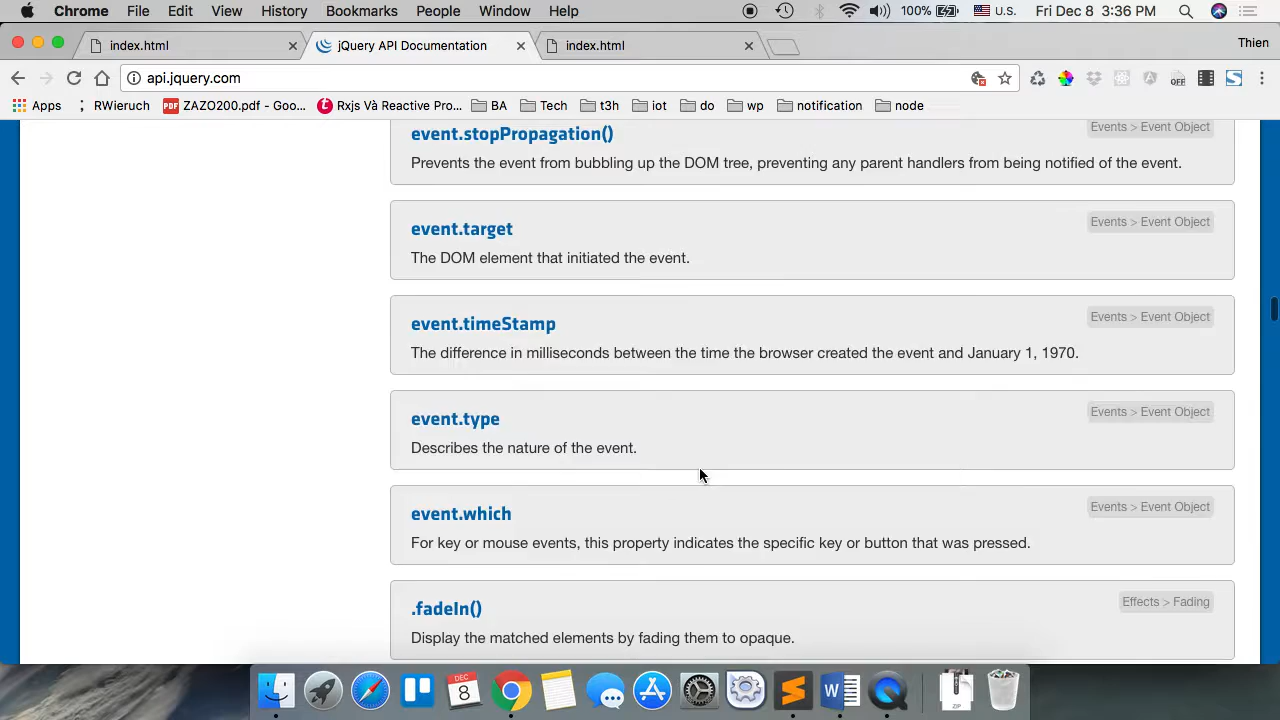 Chrome File Edit View History Bookmarks People Window Help 100% U.S. Fri Dec 8 3:36 PM
index.html jQuery API Documentation index.html Thien
api.jquery.com OFF
Apps RWieruch PDF ZAZO200.pdf - Goo... Rxjs Và Reactive Pro... BA Tech t3h iot do wp notification node
event.stopPropagation() Events > Event Object
Prevents the event from bubbling up the DOM tree, preventing any parent handlers from being notified of the event.
event.target Events > Event Object
The DOM element that initiated the event.
event.timeStamp Events > Event Object
The difference in milliseconds between the time the browser created the event and January 1, 1970.
event.type Events > Event Object
Describes the nature of the event.
event.which Events > Event Object
For key or mouse events, this property indicates the specific key or button that was pressed.
.fadeIn() Effects > Fading
Display the matched elements by fading them to opaque.
DEC
8
W
ZIP